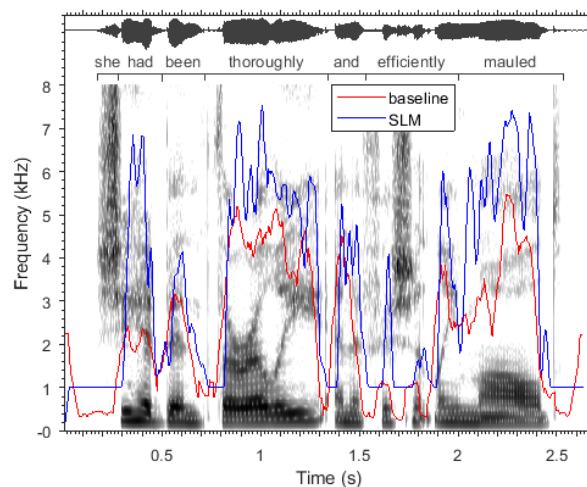 she had been thoroughly and efficiently mauled
baseline
SLM
8
7
6
5
4
3
2
1
-0
Frequency (kHz)
0.5 1 1.5 2 2.5
Time (s)